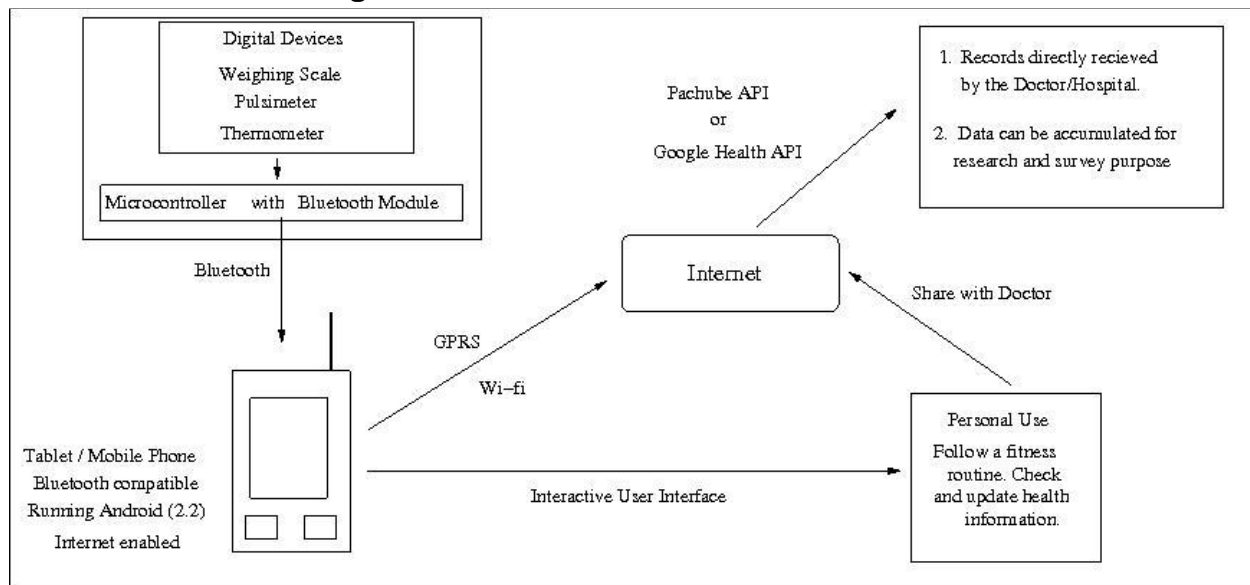 Digital Devices
Weighing Scale
Pulsimeter
Thermometer
Microcontroller with Bluetooth Module
Bluetooth
Tablet / Mobile Phone
Bluetooth compatible
Running Android (2.2)
Internet enabled
GPRS
Wi-fi
Interactive User Interface
Internet
Pachube API
or
Google Health API
1. Records directly recieved
by the Doctor/Hospital.
2. Data can be accumulated for
research and survey purpose
Share with Doctor
Personal Use
Follow a fitness
routine. Check
and update health
information.